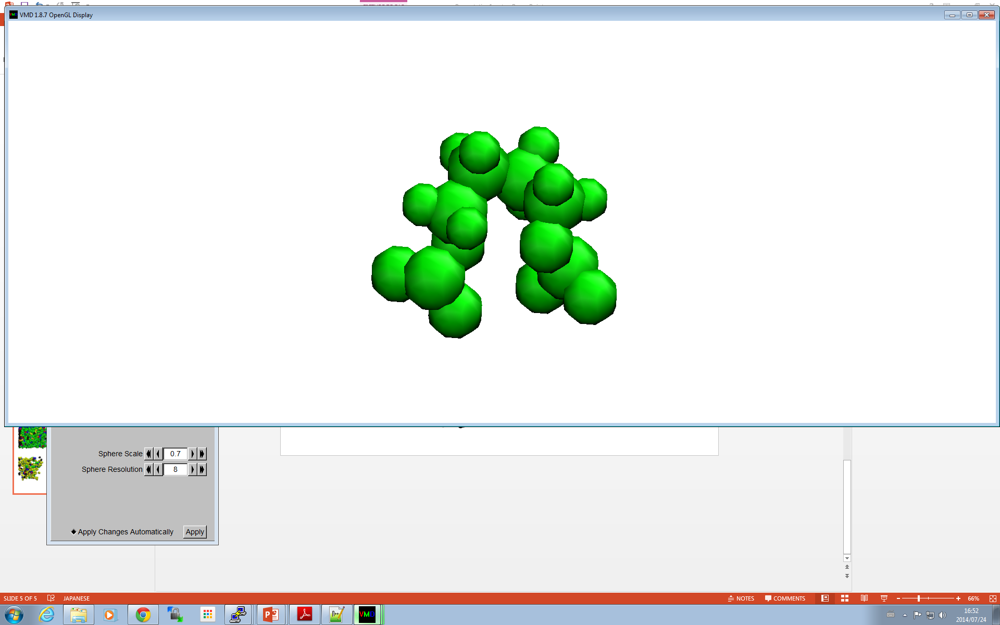 VMD 1.8.7 OpenGL Display
Sphere Scale 0.7
Sphere Resolution 8
Apply Changes Automatically Apply
SLIDE 5 OF 5 JAPANESE NOTES COMMENTS 66%
VMD
16:52
2014/07/24